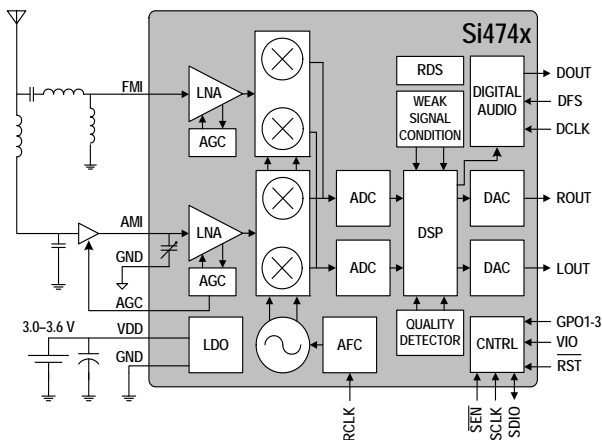 Si474x
FMI
LNA
AGC
RDS
WEAK
SIGNAL
CONDITION
DIGITAL
AUDIO
DOUT
DFS
DCLK
AMI
GND
LNA
AGC
AGC
ADC
ADC
DSP
DAC
ROUT
DAC
LOUT
3.0–3.6 V
VDD
GND
LDO
AFC
QUALITY
DETECTOR
CNTRL
GPO1-3
VIO
RST
RCLK
SEN
SCLK
SDIO